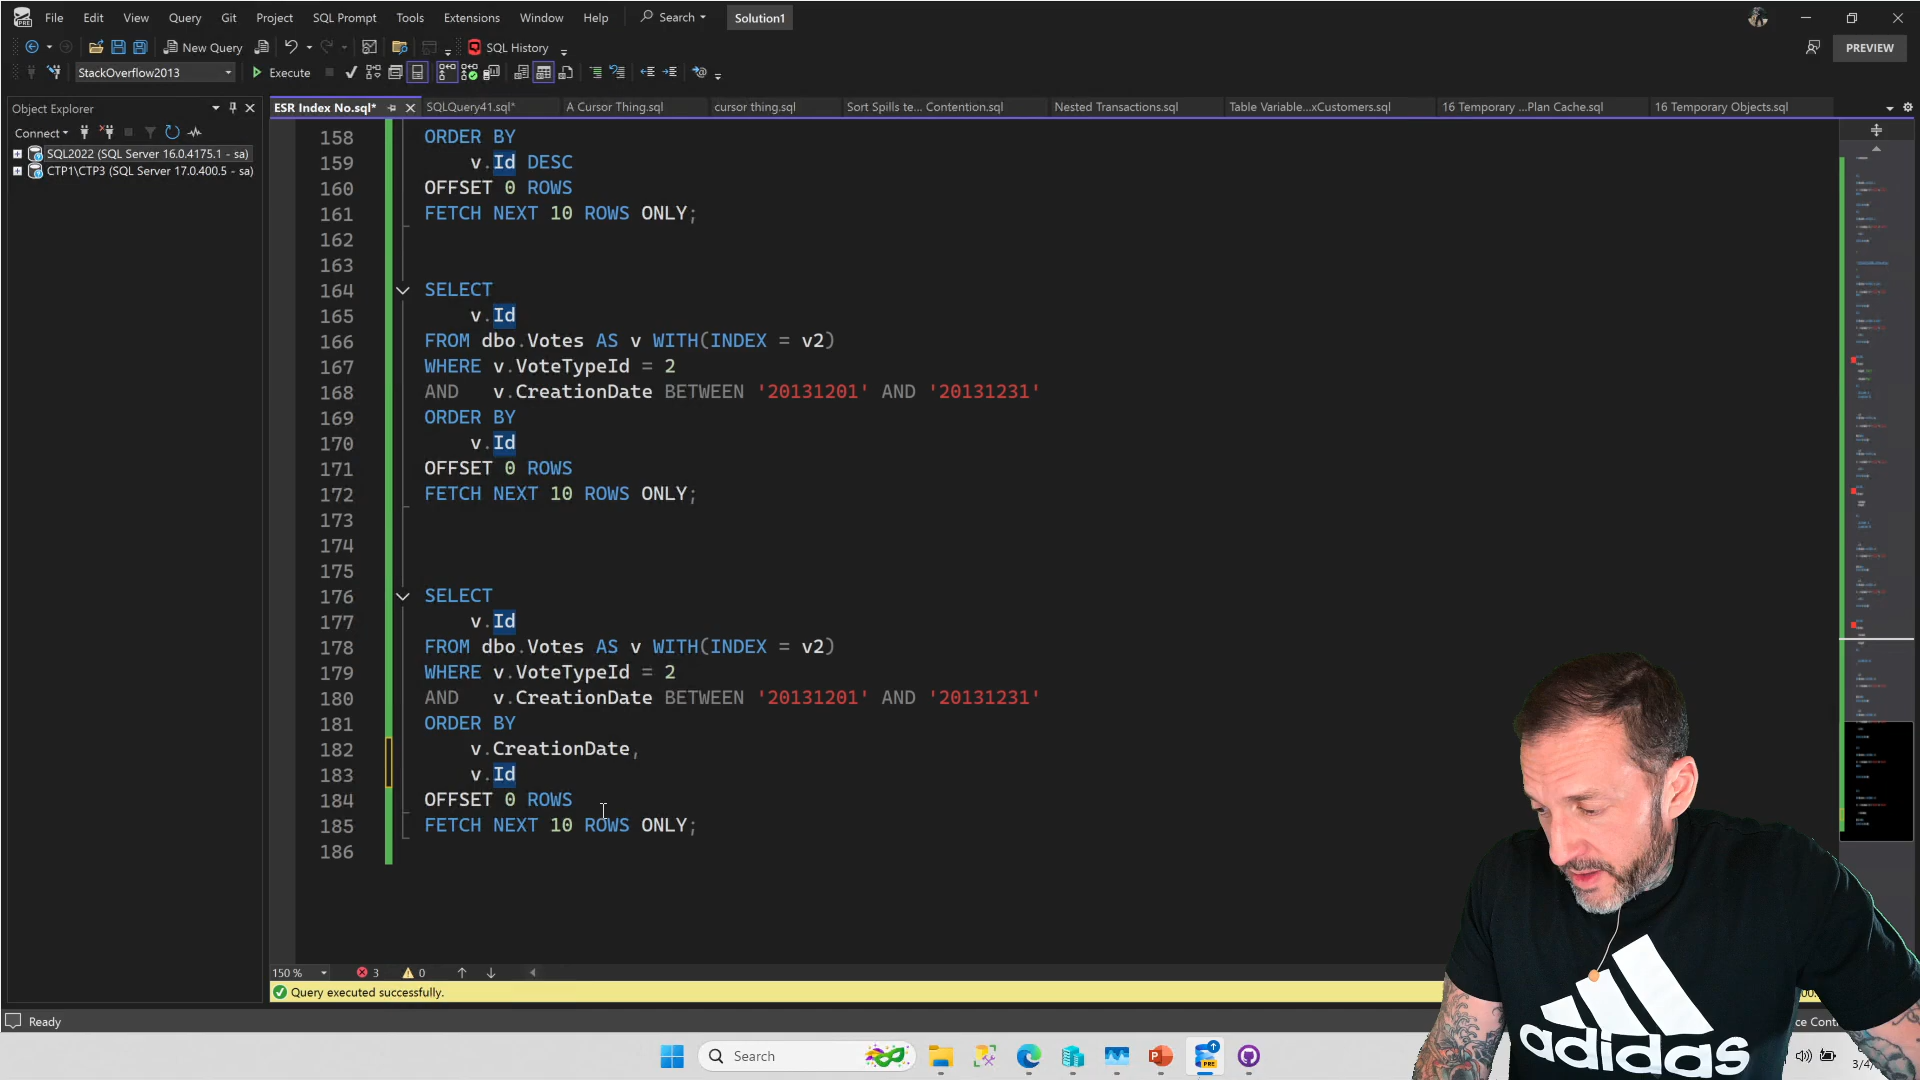 File Edit View Query Git Project SQL Prompt Tools Extensions Window Help Search Solution1
New Query SQL History PREVIEW
StackOverflow2013 Execute
Object Explorer
ESR Index No.sql* SQLQuery41.sql* A Cursor Thing.sql cursor thing.sql Sort Spills te... Contention.sql Nested Transactions.sql Table Variable...xCustomers.sql 16 Temporary ...Plan Cache.sql 16 Temporary Objects.sql
Connect
SQL2022 (SQL Server 16.0.4175.1 - sa)
CTP1\CTP3 (SQL Server 17.0.400.5 - sa)
158 ORDER BY
159 v.Id DESC
160 OFFSET 0 ROWS
161 FETCH NEXT 10 ROWS ONLY;
162
163
164 SELECT
165 v.Id
166 FROM dbo.Votes AS v WITH(INDEX = v2)
167 WHERE v.VoteTypeId = 2
168 AND v.CreationDate BETWEEN '20131201' AND '20131231'
169 ORDER BY
170 v.Id
171 OFFSET 0 ROWS
172 FETCH NEXT 10 ROWS ONLY;
173
174
175
176 SELECT
177 v.Id
178 FROM dbo.Votes AS v WITH(INDEX = v2)
179 WHERE v.VoteTypeId = 2
180 AND v.CreationDate BETWEEN '20131201' AND '20131231'
181 ORDER BY
182 v.CreationDate,
183 v.Id
184 OFFSET 0 ROWS
185 FETCH NEXT 10 ROWS ONLY;
186
150 % 3 0
Query executed successfully.
Ready
Search
PRE
3/4/
adidas